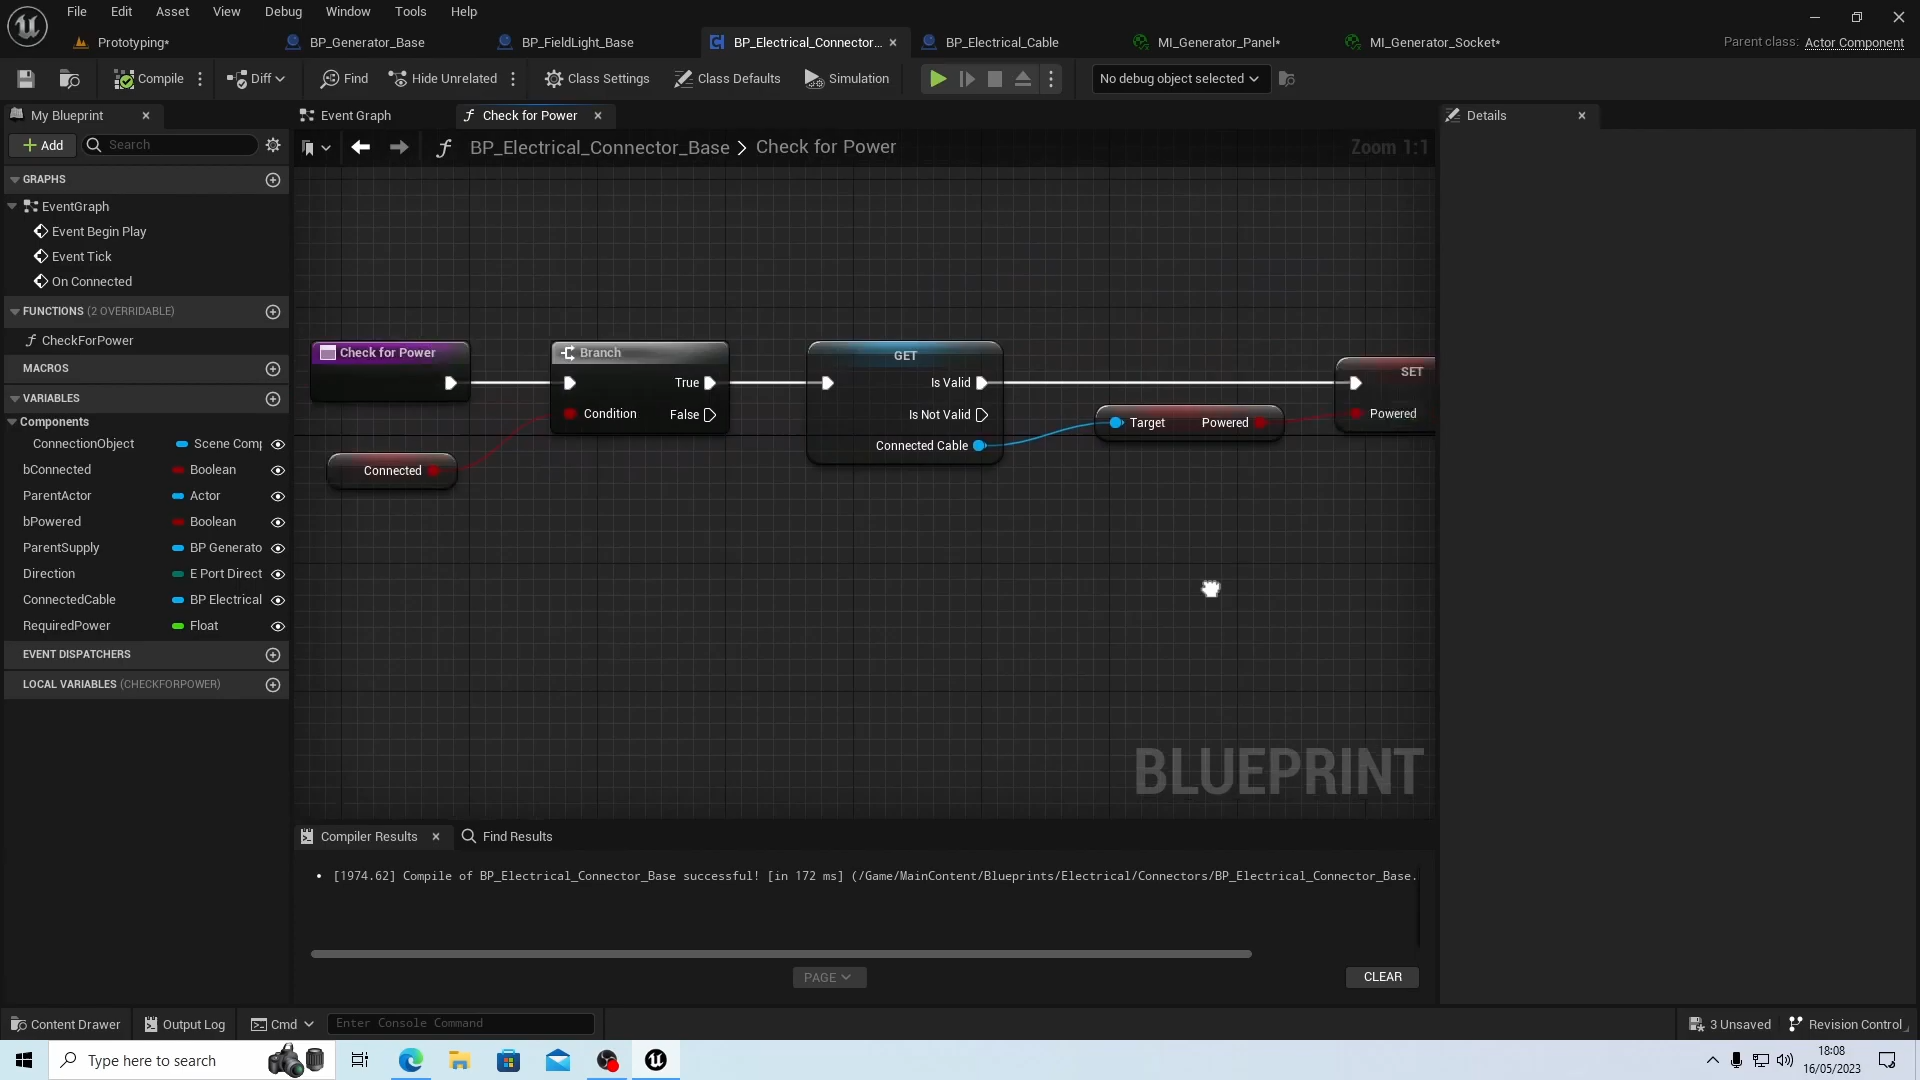 File Edit Asset View Debug Window Tools Help
Prototyping* BP_Generator_Base BP_FieldLight_Base BP_Electrical_Connector... BP_Electrical_Cable MI_Generator_Panel* MI_Generator_Socket* Parent class: Actor Component
Compile Diff Find Hide Unrelated Class Settings Class Defaults Simulation No debug object selected
My Blueprint Event Graph Check for Power Details
Add Search BP_Electrical_Connector_Base > Check for Power Zoom 1:1
GRAPHS
EventGraph
Event Begin Play
Event Tick
On Connected
FUNCTIONS (2 OVERRIDABLE)
CheckForPower
MACROS
VARIABLES
Components
ConnectionObject Scene Comp
bConnected Boolean
ParentActor Actor
bPowered Boolean
ParentSupply BP Generato
Direction E Port Direct
ConnectedCable BP Electrical
RequiredPower Float
EVENT DISPATCHERS
LOCAL VARIABLES (CHECKFORPOWER)
Check for Power Branch GET SET
True Is Valid
Condition False Is Not Valid Target Powered Powered
Connected Cable
Connected
BLUEPRINT
Compiler Results Find Results
[1974.62] Compile of BP_Electrical_Connector_Base successful! [in 172 ms] (/Game/MainContent/Blueprints/Electrical/Connectors/BP_Electrical_Connector_Base.
PAGE CLEAR
Content Drawer Output Log Cmd Enter Console Command 3 Unsaved Revision Control
Type here to search 18:08
16/05/2023